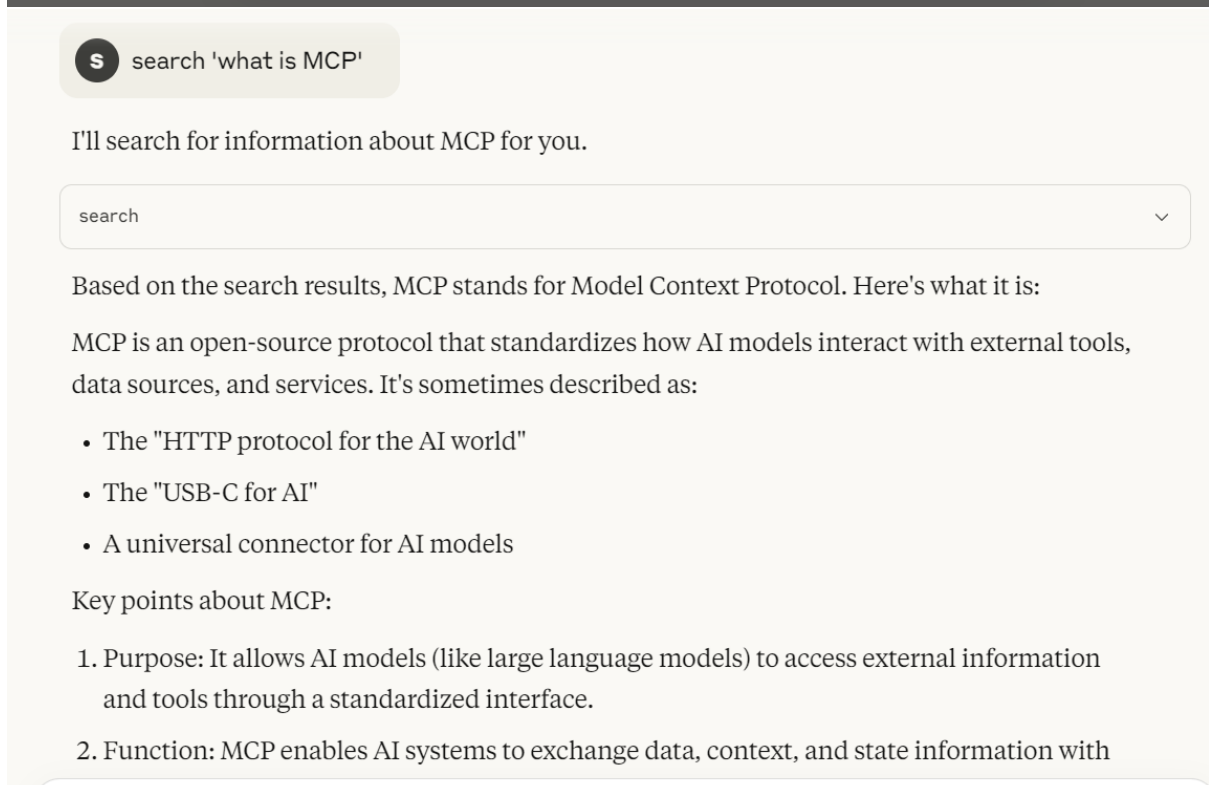 S search 'what is MCP'
I'll search for information about MCP for you.
search
Based on the search results, MCP stands for Model Context Protocol. Here's what it is:
MCP is an open-source protocol that standardizes how AI models interact with external tools,
data sources, and services. It's sometimes described as:
• The "HTTP protocol for the AI world"
• The "USB-C for AI"
• A universal connector for AI models
Key points about MCP:
1. Purpose: It allows AI models (like large language models) to access external information
and tools through a standardized interface.
2. Function: MCP enables AI systems to exchange data, context, and state information with